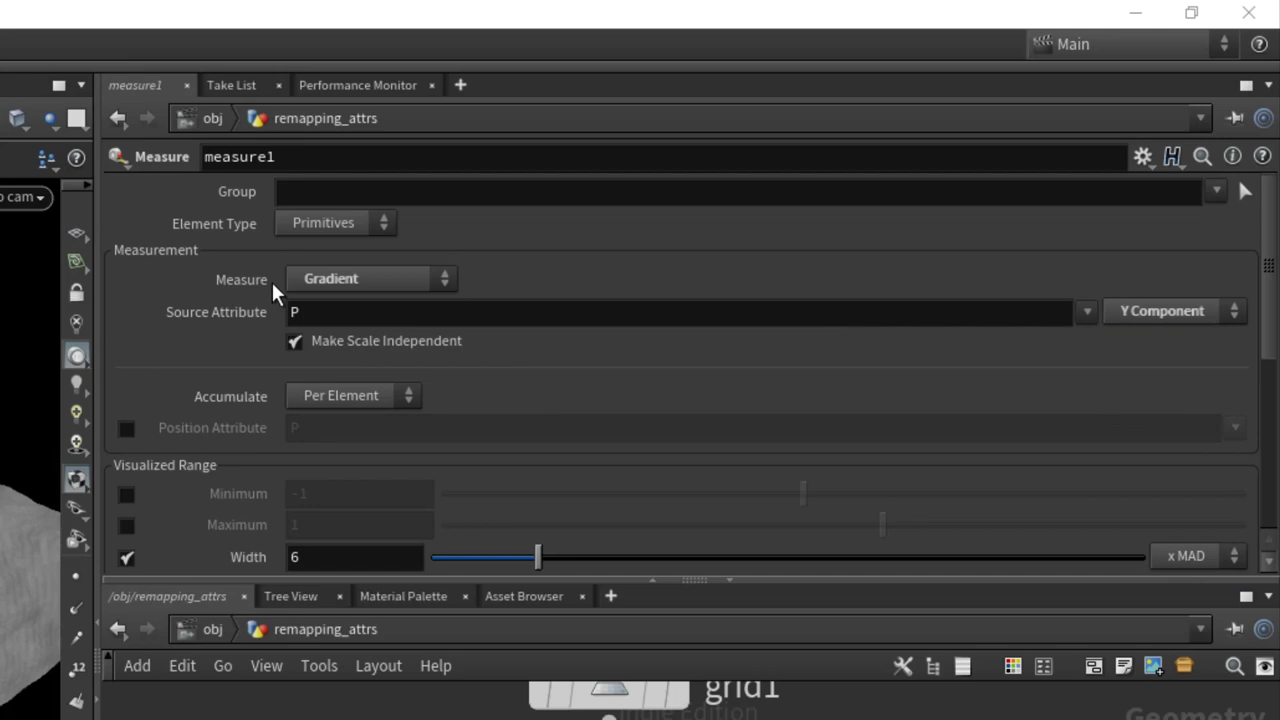 Main
measure1 Take List Performance Monitor
obj remapping_attrs
cam
Measure measure1
Group
Element Type Primitives
Measurement
Measure Gradient
Source Attribute P Y Component
Make Scale Independent
Accumulate Per Element
Position Attribute P
Visualized Range
Minimum -1
Maximum 1
Width 6 x MAD
/obj/remapping_attrs Tree View Material Palette Asset Browser
obj remapping_attrs
Add Edit Go View Tools Layout Help
12
grid1
Indie Edition
Geometry